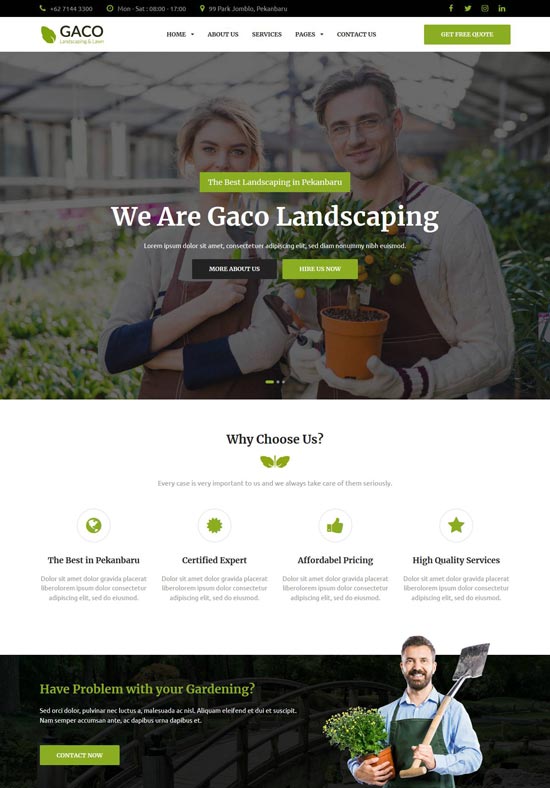 +62 7144 3300 Mon - Sat : 08:00 - 17:00 99 Park Jomblo, Pekanbaru
GACO
Landscaping & Lawn
HOME ABOUT US SERVICES PAGES CONTACT US GET FREE QUOTE
The Best Landscaping in Pekanbaru
We Are Gaco Landscaping
Lorem ipsum dolor sit amet, consectetuer adipiscing elit, sed diam nonummy nibh euismod.
MORE ABOUT US HIRE US NOW
Why Choose Us?
Every case is very important to us and we always take care of them seriously.
The Best in Pekanbaru Certified Expert Affordabel Pricing High Quality Services
Dolor sit amet dolor gravida placerat Dolor sit amet dolor gravida placerat Dolor sit amet dolor gravida placerat Dolor sit amet dolor gravida placerat
liberolorem ipsum dolor consectetur liberolorem ipsum dolor consectetur liberolorem ipsum dolor consectetur liberolorem ipsum dolor consectetur
adipiscing elit, sed do eiusmod. adipiscing elit, sed do eiusmod. adipiscing elit, sed do eiusmod. adipiscing elit, sed do eiusmod.
Have Problem with your Gardening?
Sed orci dolor, pulvinar nec luctus a, malesuada ac nisl. Aliquam eleifend et dui et suscipit.
Nam semper accumsan ante, ac dapibus urna dapibus et.
CONTACT NOW